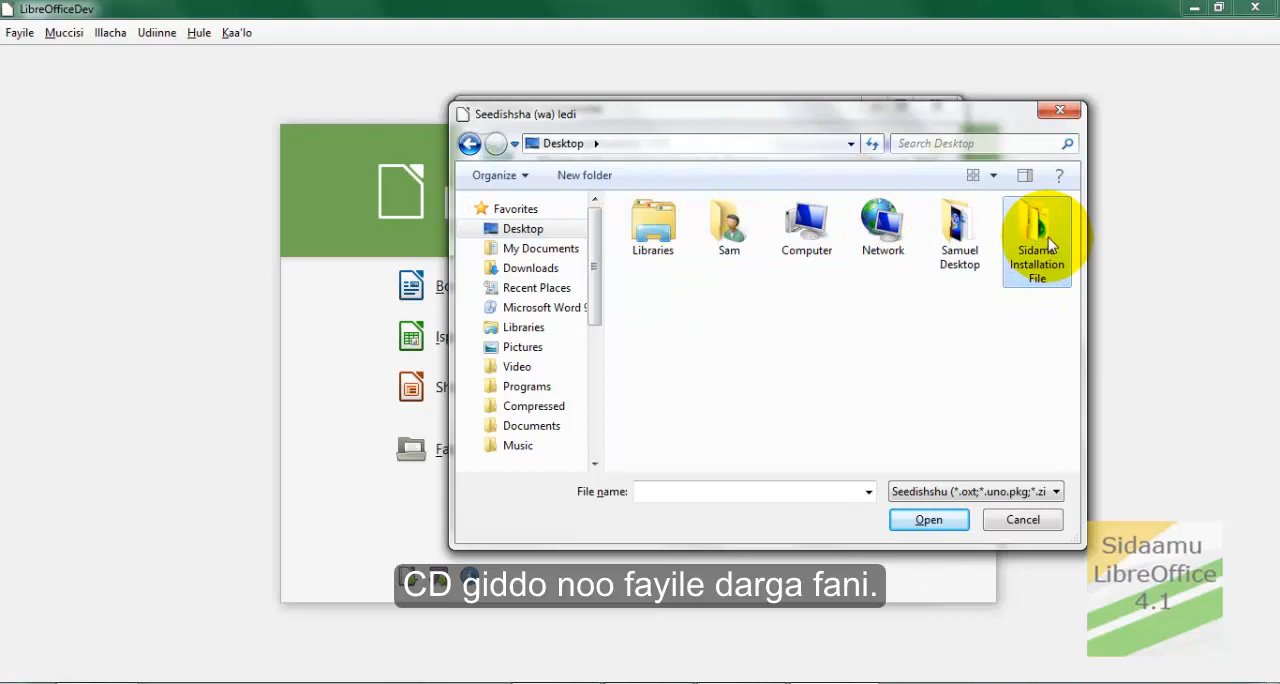 LibreOfficeDev
Fayile Muccisi Illacha Udiinne Hule Kaa'lo
Seedishsha (wa) ledi
Desktop
Search Desktop
Organize New folder
Favorites
Desktop
My Documents
Downloads
Recent Places
Microsoft Word
Libraries
Pictures
Video
Programs
Compressed
Documents
Music
Libraries
Sam
Computer
Network
Samuel
Desktop
Sidama
Installation
File
File name:
Seedishshu (*.oxt;*.uno.pkg;*.zi
Open Cancel
CD giddo noo fayile darga fani.
Sidaamu
LibreOffice
4.1